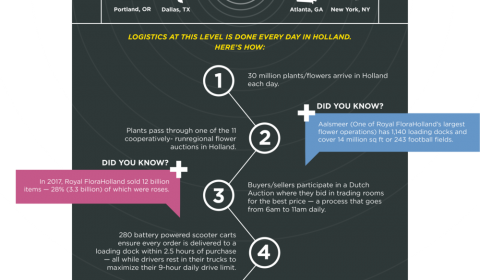 Portland, OR
Dallas, TX
Atlanta, GA
New York, NY
LOGISTICS AT THIS LEVEL IS DONE EVERY DAY IN HOLLAND.
HERE'S HOW:
1
30 million plants/flowers arrive in Holland
each day.
DID YOU KNOW?
Aalsmeer (One of Royal FloraHolland's largest
flower operations) has 1,140 loading docks and
cover 14 million sq ft or 243 football fields.
Plants pass through one of the 11
cooperatively- runregional flower
auctions in Holland.
2
DID YOU KNOW?
In 2017, Royal FloraHolland sold 12 billion
items — 28% (3.3 billion) of which were roses.
3
Buyers/sellers participate in a Dutch
Auction where they bid in trading rooms
for the best price — a process that goes
from 6am to 11am daily.
280 battery powered scooter carts
ensure every order is delivered to a
loading dock within 2.5 hours of purchase
— all while drivers rest in their trucks to
maximize their 9-hour daily drive limit.
4